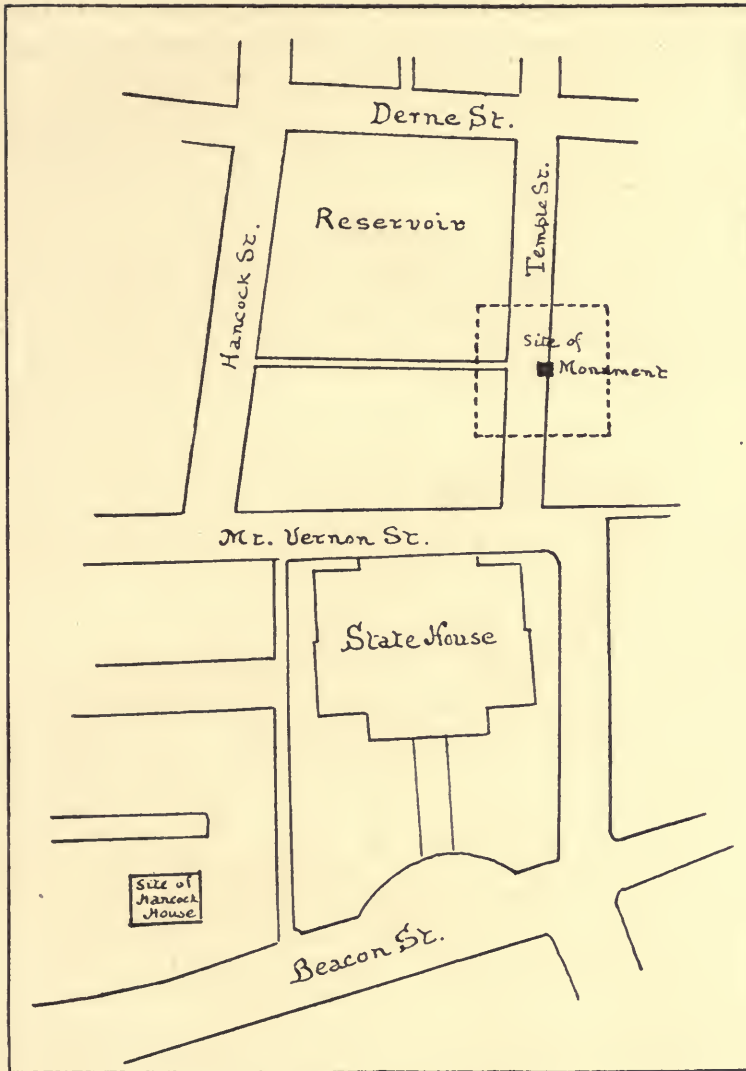 Derne St.
Reservoir
Temple St.
Hancock St.
Site of
Monument
Mt. Vernon St.
State House
Site of
Hancock
House
Beacon St.